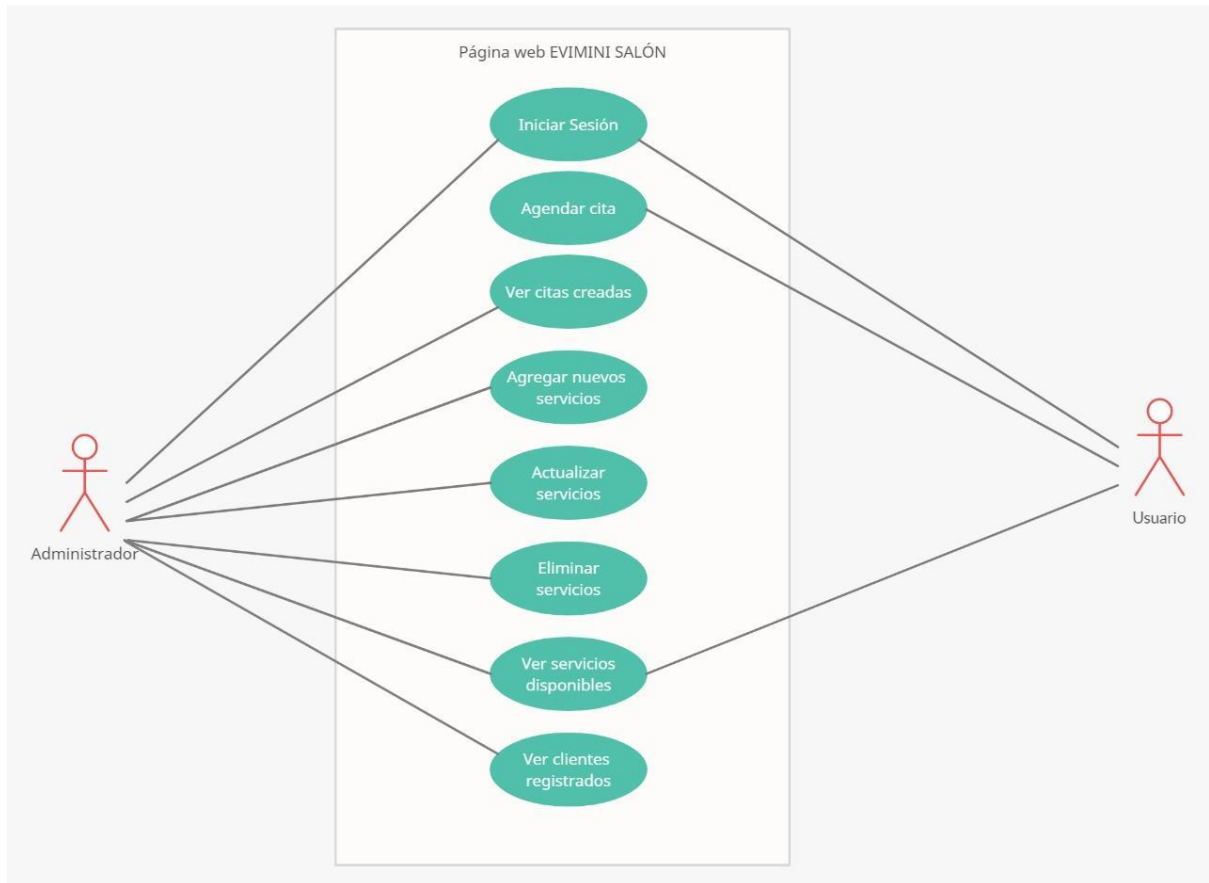 Página web EVIMINI SALÓN
Iniciar Sesión
Agendar cita
Ver citas creadas
Agregar nuevos
servicios
Actualizar
servicios
Eliminar
servicios
Ver servicios
disponibles
Ver clientes
registrados
Administrador
Usuario